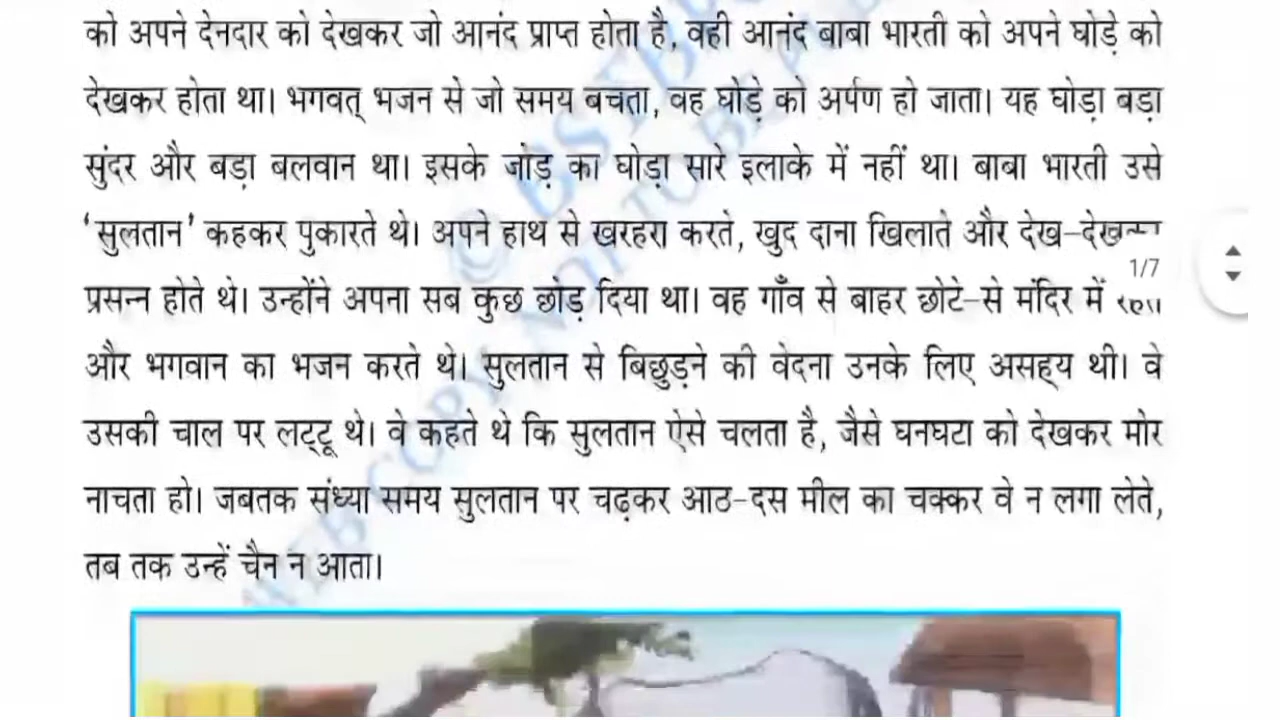 को अपने देनदार को देखकर जो आनंद प्राप्त होता है, वही आनंद बाबा भारती को अपने घोड़े को
देखकर होता था। भगवत् भजन से जो समय बचता, वह घोड़े को अर्पण हो जाता। यह घोड़ा बड़ा
सुंदर और बड़ा बलवान था। इसके जोड़ का घोड़ा सारे इलाके में नहीं था। बाबा भारती उसे
‘सुलतान’ कहकर पुकारते थे। अपने हाथ से खरहरा करते, खुद दाना खिलाते और
1/7
प्रसन्न होते थे। उन्होंने अपना सब कुछ छोड़ दिया था। वह गाँव से बाहर छोटे-से मंदिर में
और भगवान का भजन करते थे। सुलतान से बिछुड़ने की वेदना उनके लिए असह्य थी। वे
उसकी चाल पर लट्टू थे। वे कहते थे कि सुलतान ऐसे चलता है, जैसे घनघटा को देखकर मोर
नाचता हो। जबतक संध्या समय सुलतान पर चढ़कर आठ-दस मील का चक्कर वे न लगा लेते,
तब तक उन्हें चैन न आता।